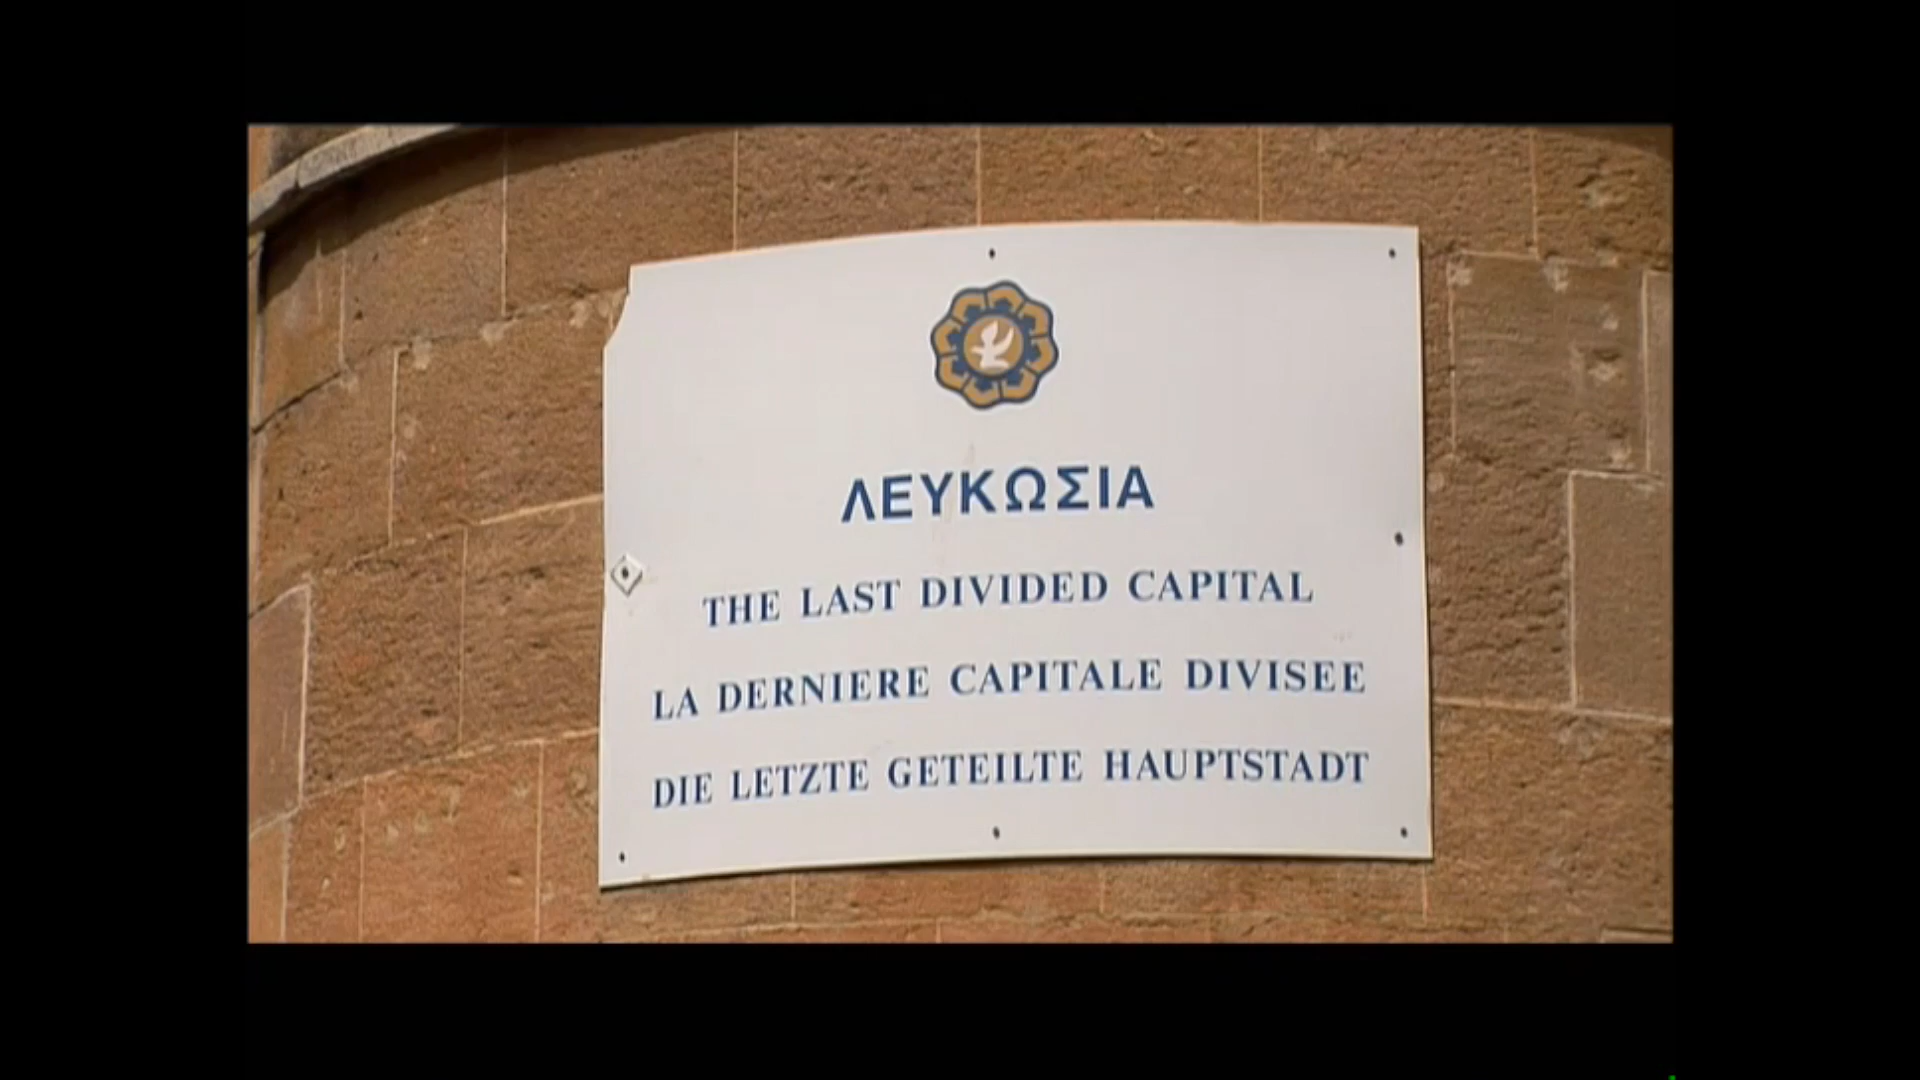 ΛΕΥΚΩΣΙΑ
THE LAST DIVIDED CAPITAL
LA DERNIERE CAPITALE DIVISEE
DIE LETZTE GETEILTE HAUPTSTADT